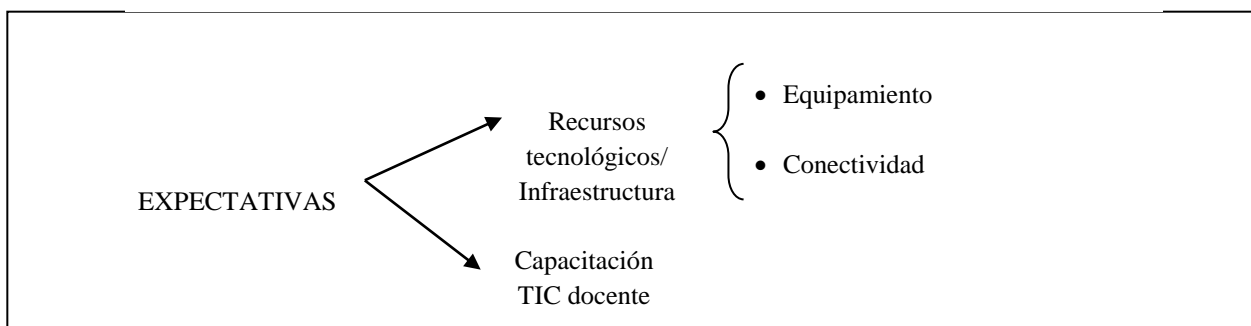 EXPECTATIVAS
Recursos
tecnológicos/
Infraestructura
• Equipamiento
• Conectividad
Capacitación
TIC docente